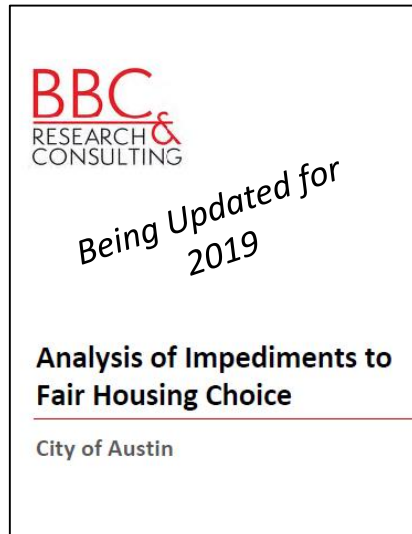 BBC
RESEARCH &
CONSULTING
Being Updated for
2019
Analysis of Impediments to
Fair Housing Choice
City of Austin